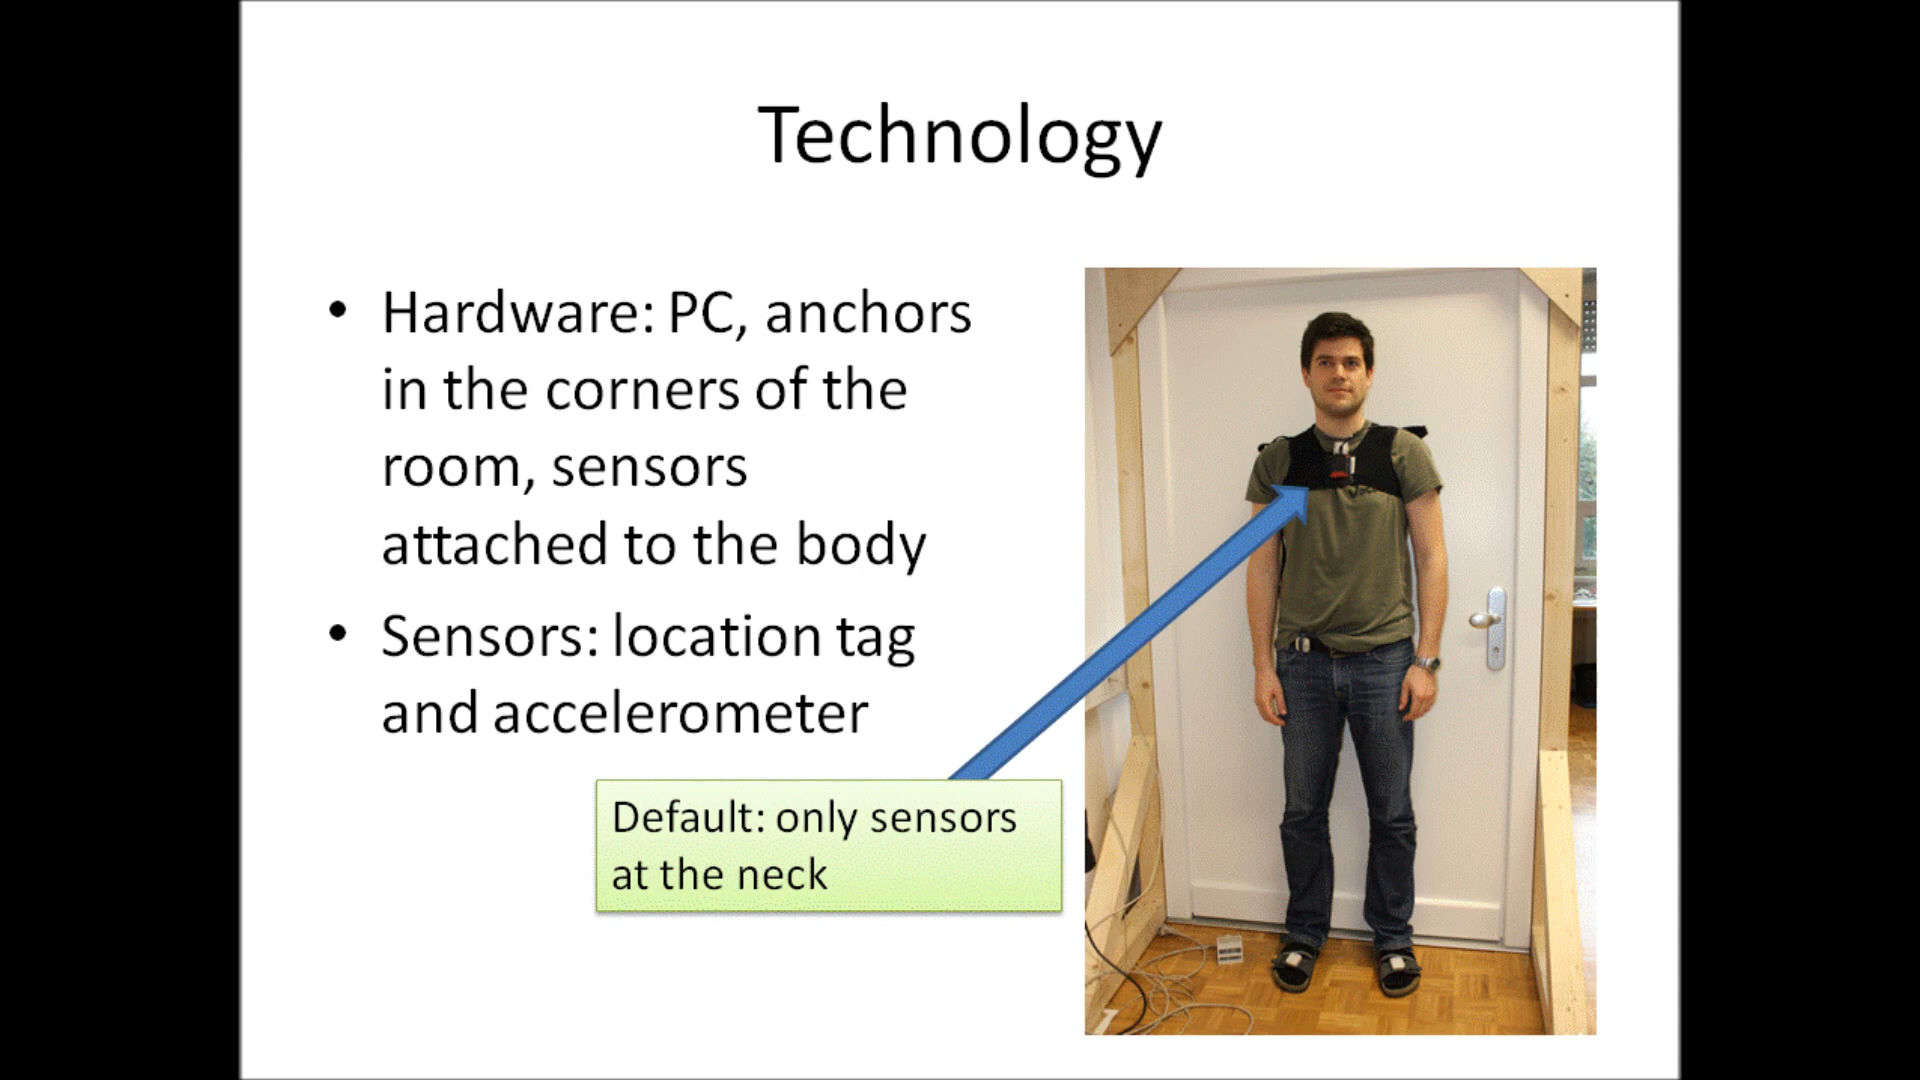 Technology
• Hardware: PC, anchors
in the corners of the
room, sensors
attached to the body
• Sensors: location tag
and accelerometer
Default: only sensors
at the neck